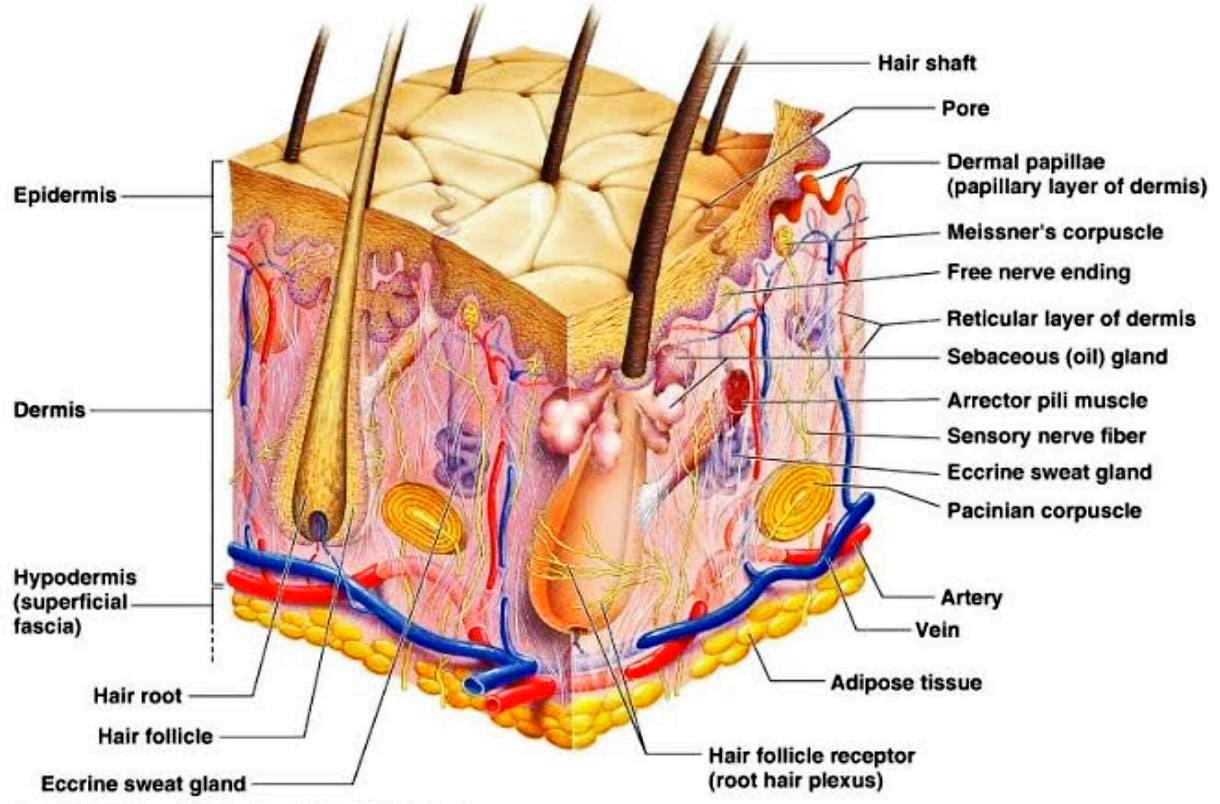 Hair shaft
Pore
Dermal papillae
(papillary layer of dermis)
Epidermis
Meissner's corpuscle
Free nerve ending
Reticular layer of dermis
Sebaceous (oil) gland
Arrector pili muscle
Dermis
Sensory nerve fiber
Eccrine sweat gland
Pacinian corpuscle
Hypodermis
(superficial
fascia)
Artery
Vein
Adipose tissue
Hair root
Hair follicle
Hair follicle receptor
(root hair plexus)
Eccrine sweat gland